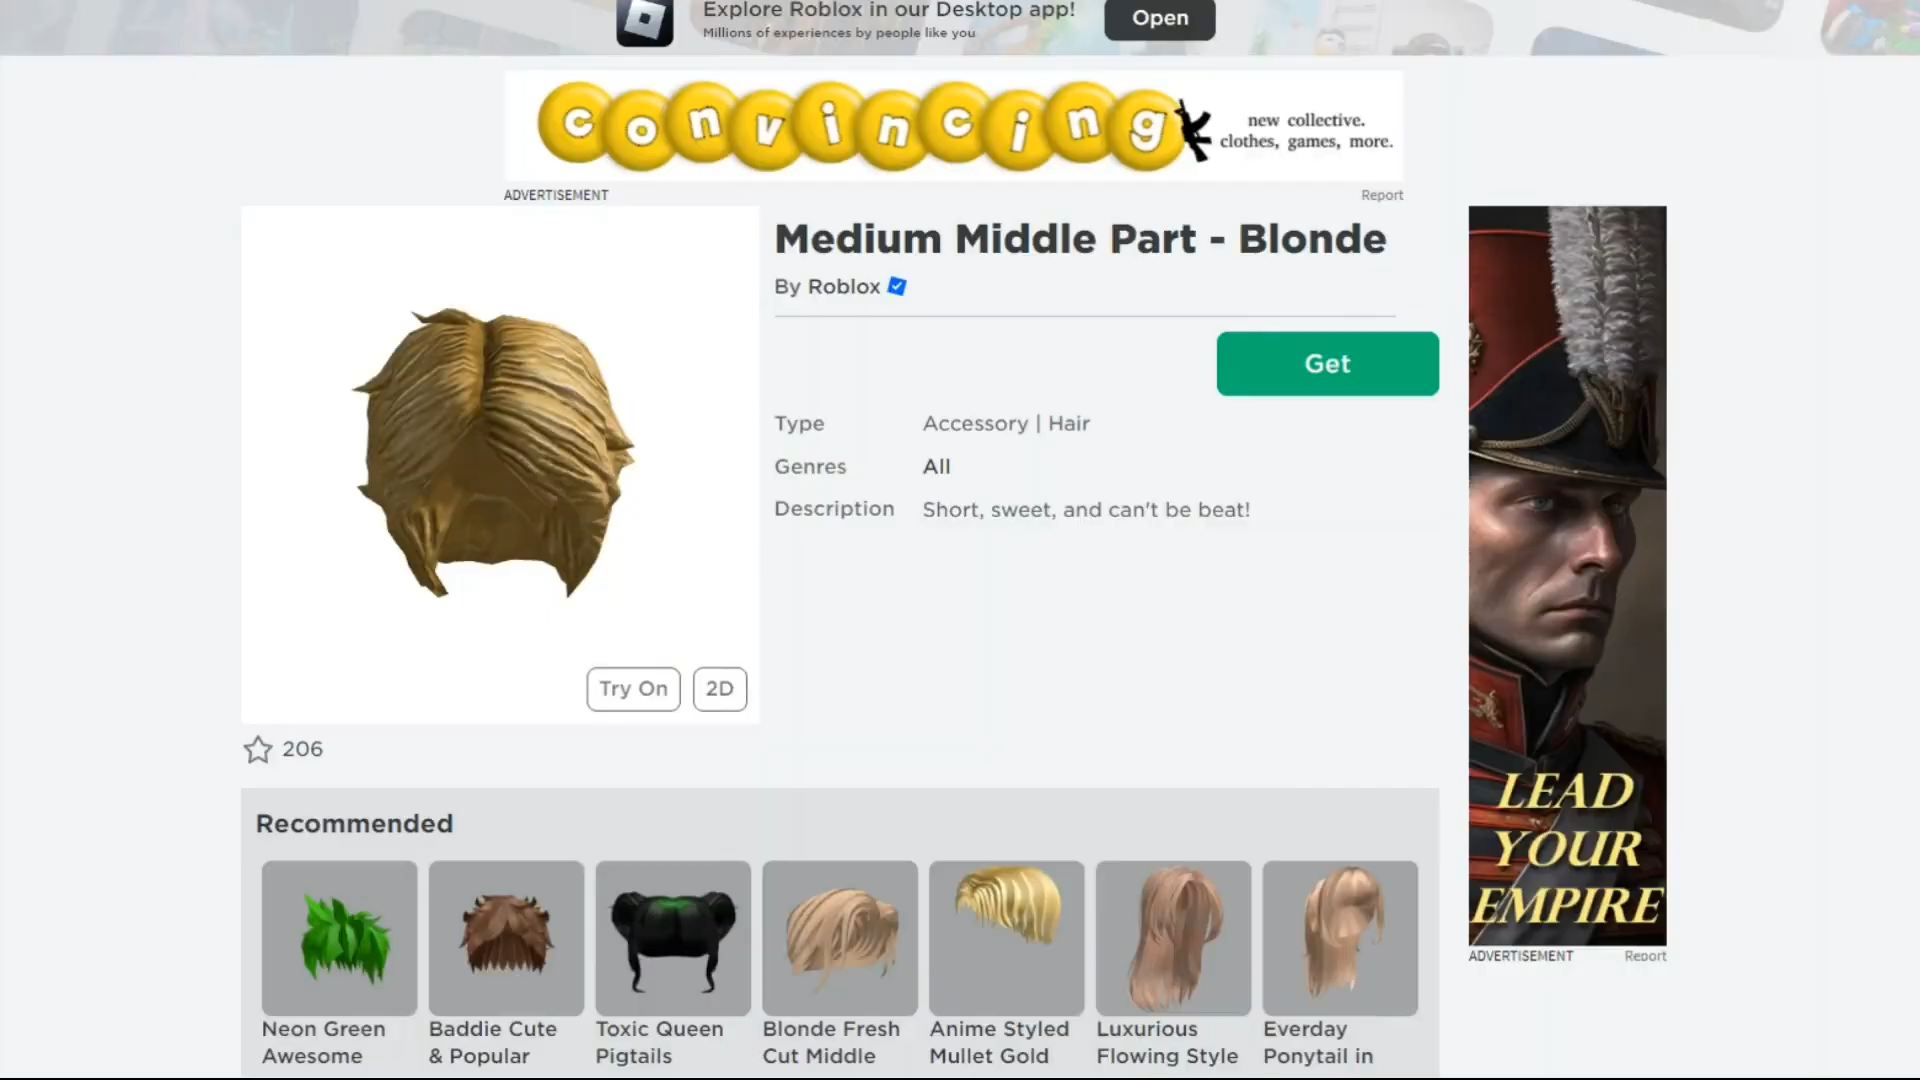 Explore Roblox in our Desktop app!
Millions of experiences by people like you
Open
convincing
new collective.
clothes, games, more.
ADVERTISEMENT
Report
Medium Middle Part - Blonde
By Roblox
Get
Type Accessory | Hair
Genres All
Description Short, sweet, and can't be beat!
Try On
2D
206
LEAD
YOUR
EMPIRE
ADVERTISEMENT
Report
Recommended
Neon Green
Awesome
Baddie Cute
& Popular
Toxic Queen
Pigtails
Blonde Fresh
Cut Middle
Anime Styled
Mullet Gold
Luxurious
Flowing Style
Everday
Ponytail in